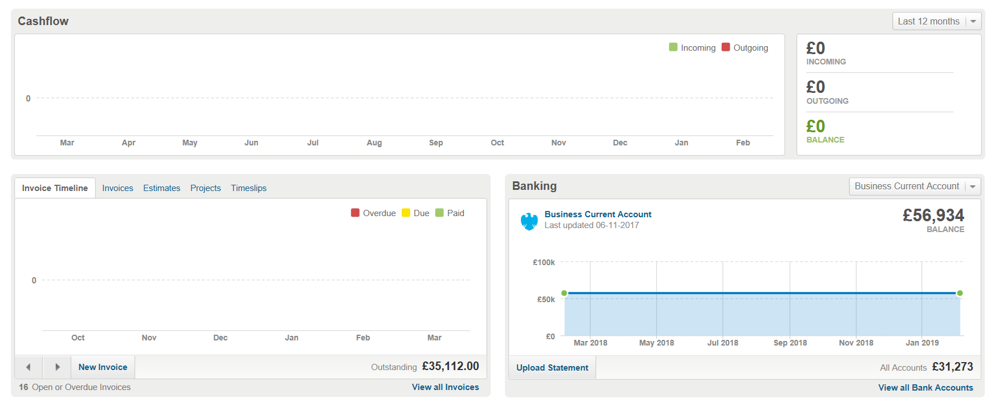 Cashflow
Last 12 months
Incoming Outgoing
0
Mar Apr May Jun Jul Aug Sep Oct Nov Dec Jan Feb
£0
INCOMING
£0
OUTGOING
£0
BALANCE
Invoice Timeline Invoices Estimates Projects Timeslips
Overdue Due Paid
0
Oct Nov Dec Jan Feb Mar
New Invoice
Outstanding £35,112.00
16 Open or Overdue Invoices
View all Invoices
Banking
Business Current Account
Business Current Account
Last updated 06-11-2017
£56,934
BALANCE
£100k
£50k
£0
Mar 2018 May 2018 Jul 2018 Sep 2018 Nov 2018 Jan 2019
Upload Statement
All Accounts £31,273
View all Bank Accounts